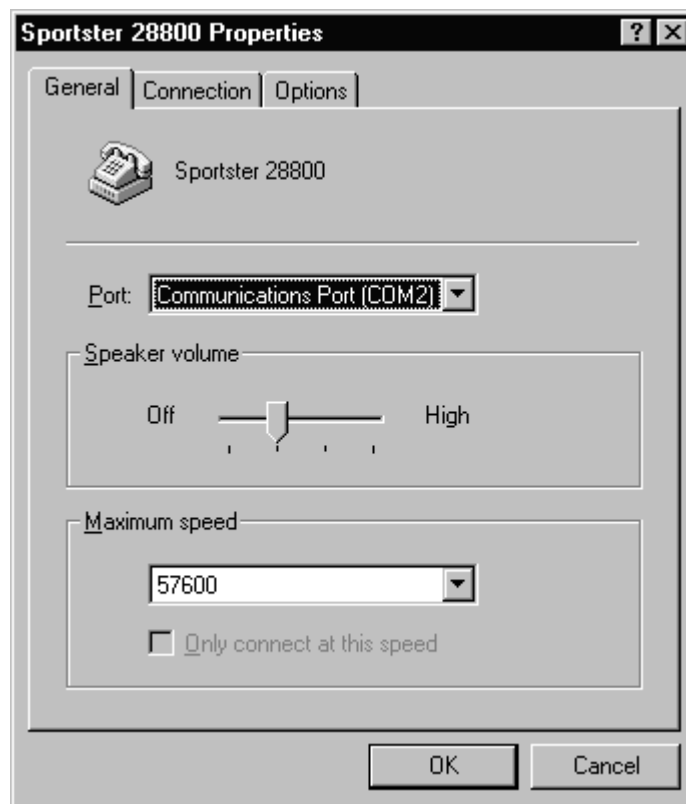 Sportster 28800 Properties
General Connection Options
Sportster 28800
Port: Communications Port (COM2)
Speaker volume
Off High
Maximum speed
57600
Only connect at this speed
OK Cancel